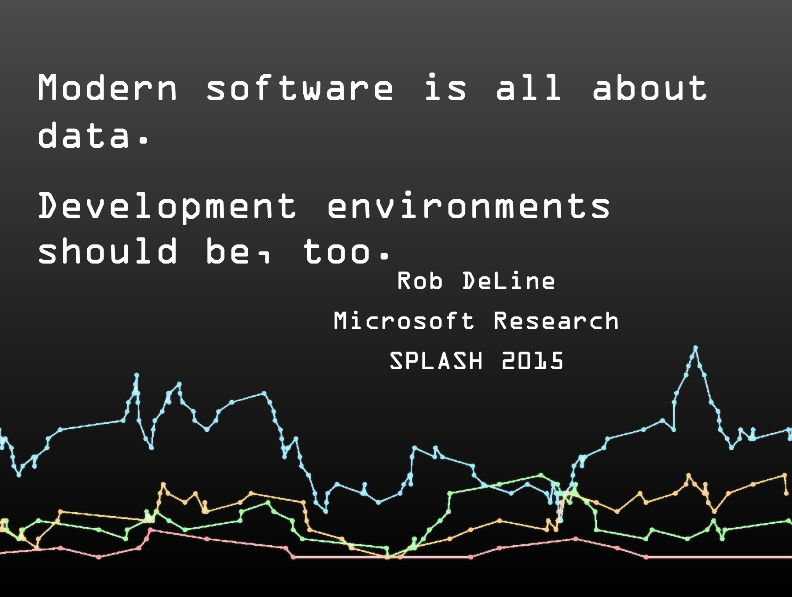 Modern software is all about
data.
Development environments
should be, too.
Rob DeLine
Microsoft Research
SPLASH 2015